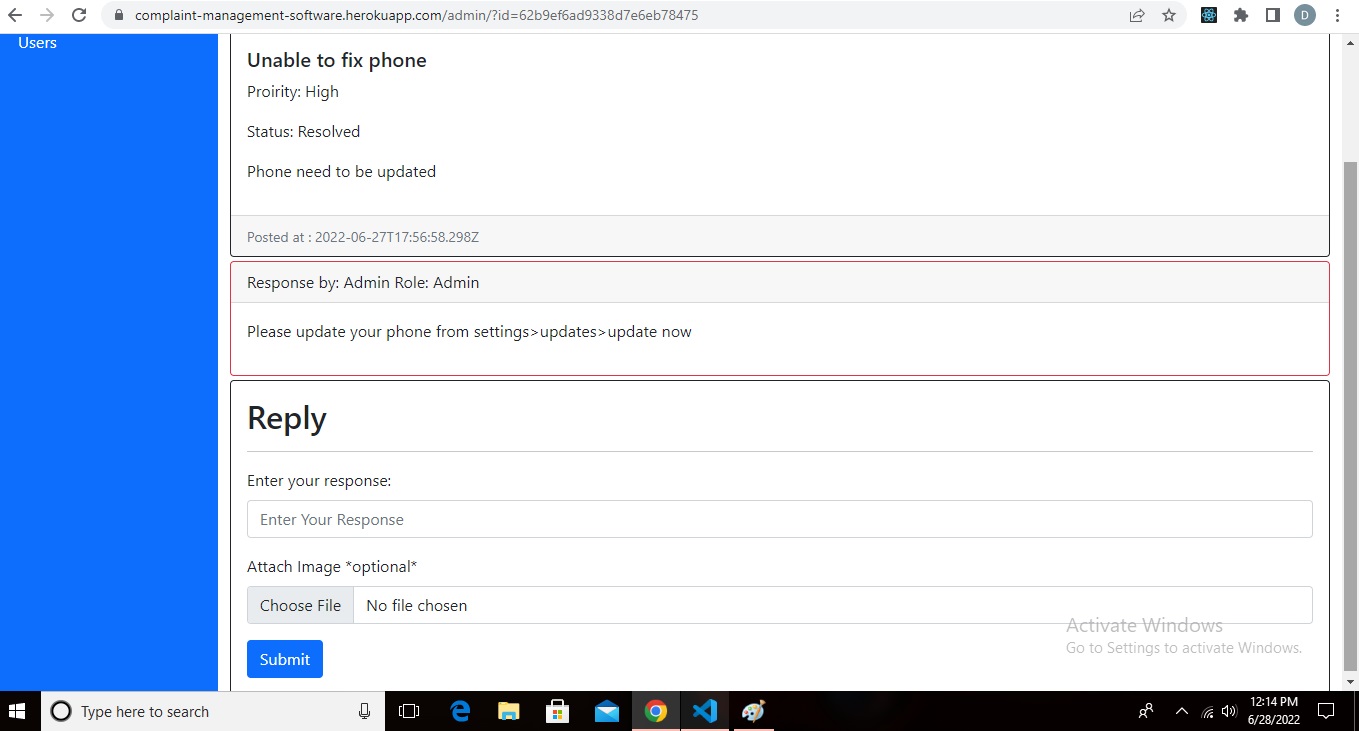 complaint-management-software.herokuapp.com/admin/?id=62b9ef6ad9338d7e6eb78475
D
Users
Unable to fix phone
Proirity: High
Status: Resolved
Phone need to be updated
Posted at : 2022-06-27T17:56:58.298Z
Response by: Admin Role: Admin
Please update your phone from settings>updates>update now
Reply
Enter your response:
Enter Your Response
Attach Image *optional*
Choose File No file chosen
Submit
Activate Windows
Go to Settings to activate Windows.
Type here to search
12:14 PM
6/28/2022